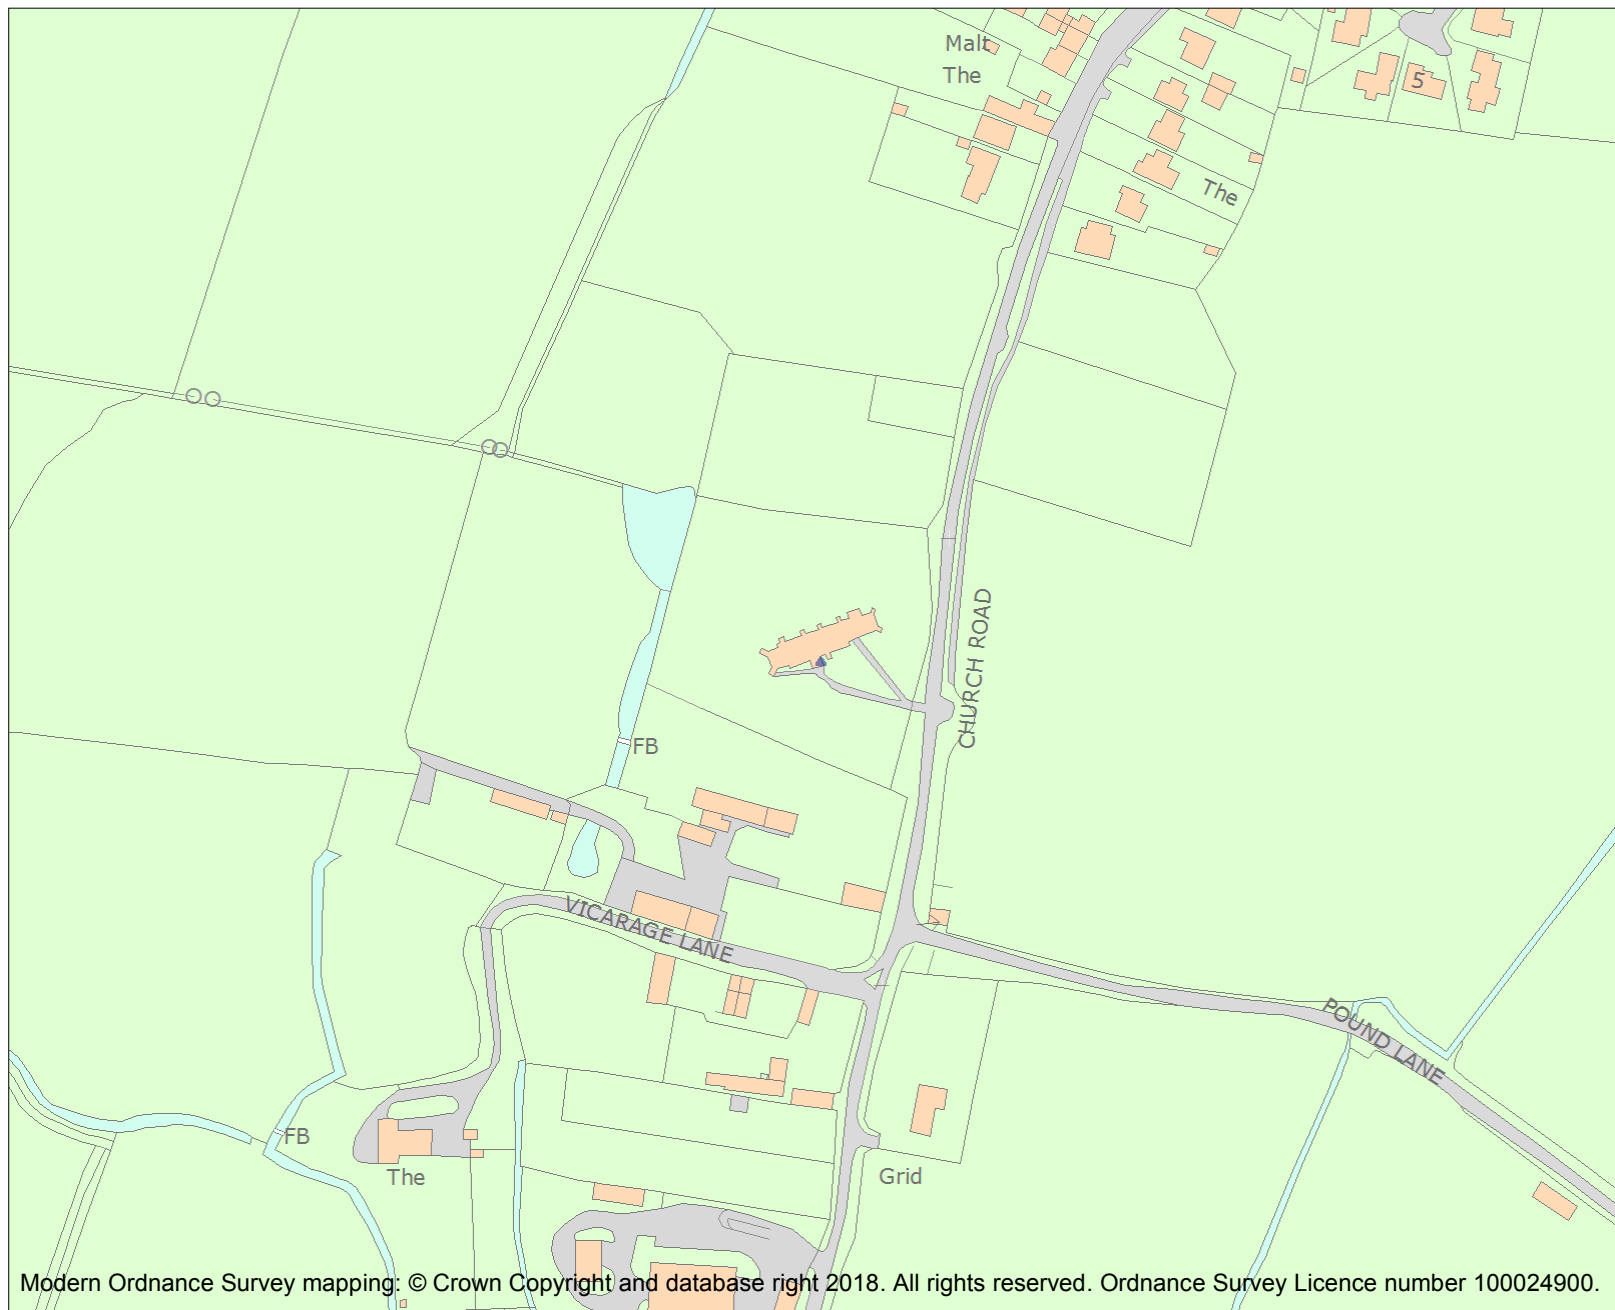 Malt
The
5
The
CHURCH ROAD
FB
VICARAGE LANE
POUND LANE
FB
The
Grid
Modern Ordnance Survey mapping: © Crown Copyright and database right 2018. All rights reserved. Ordnance Survey Licence number 100024900.